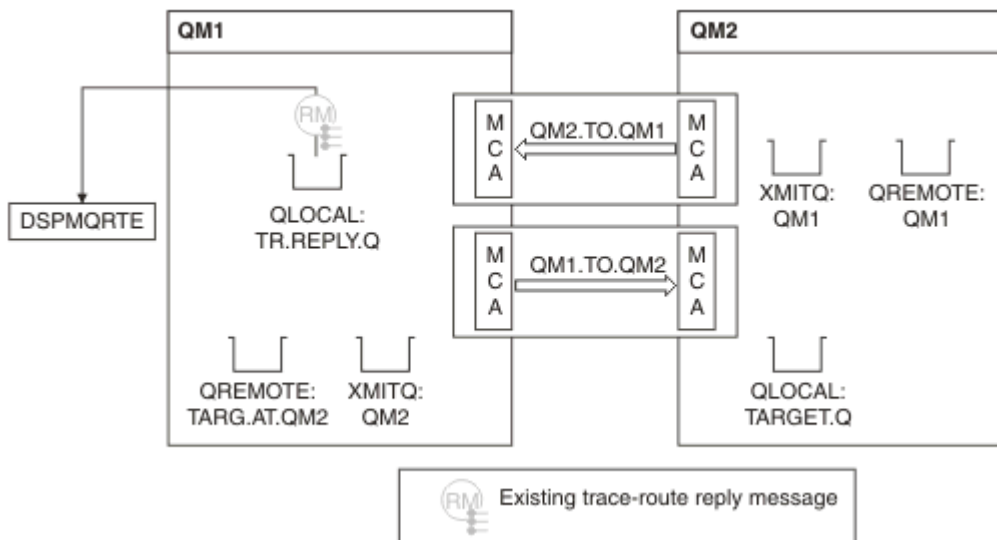 QM1
QM2
RM
M
C
A
QM2.TO.QM1
M
C
A
XMITQ:
QM1
QREMOTE:
QM1
DSPMQRTE
QLOCAL:
TR.REPLY.Q
M
C
A
QM1.TO.QM2
M
C
A
QREMOTE:
TARG.AT.QM2
XMITQ:
QM2
QLOCAL:
TARGET.Q
RM
Existing trace-route reply message